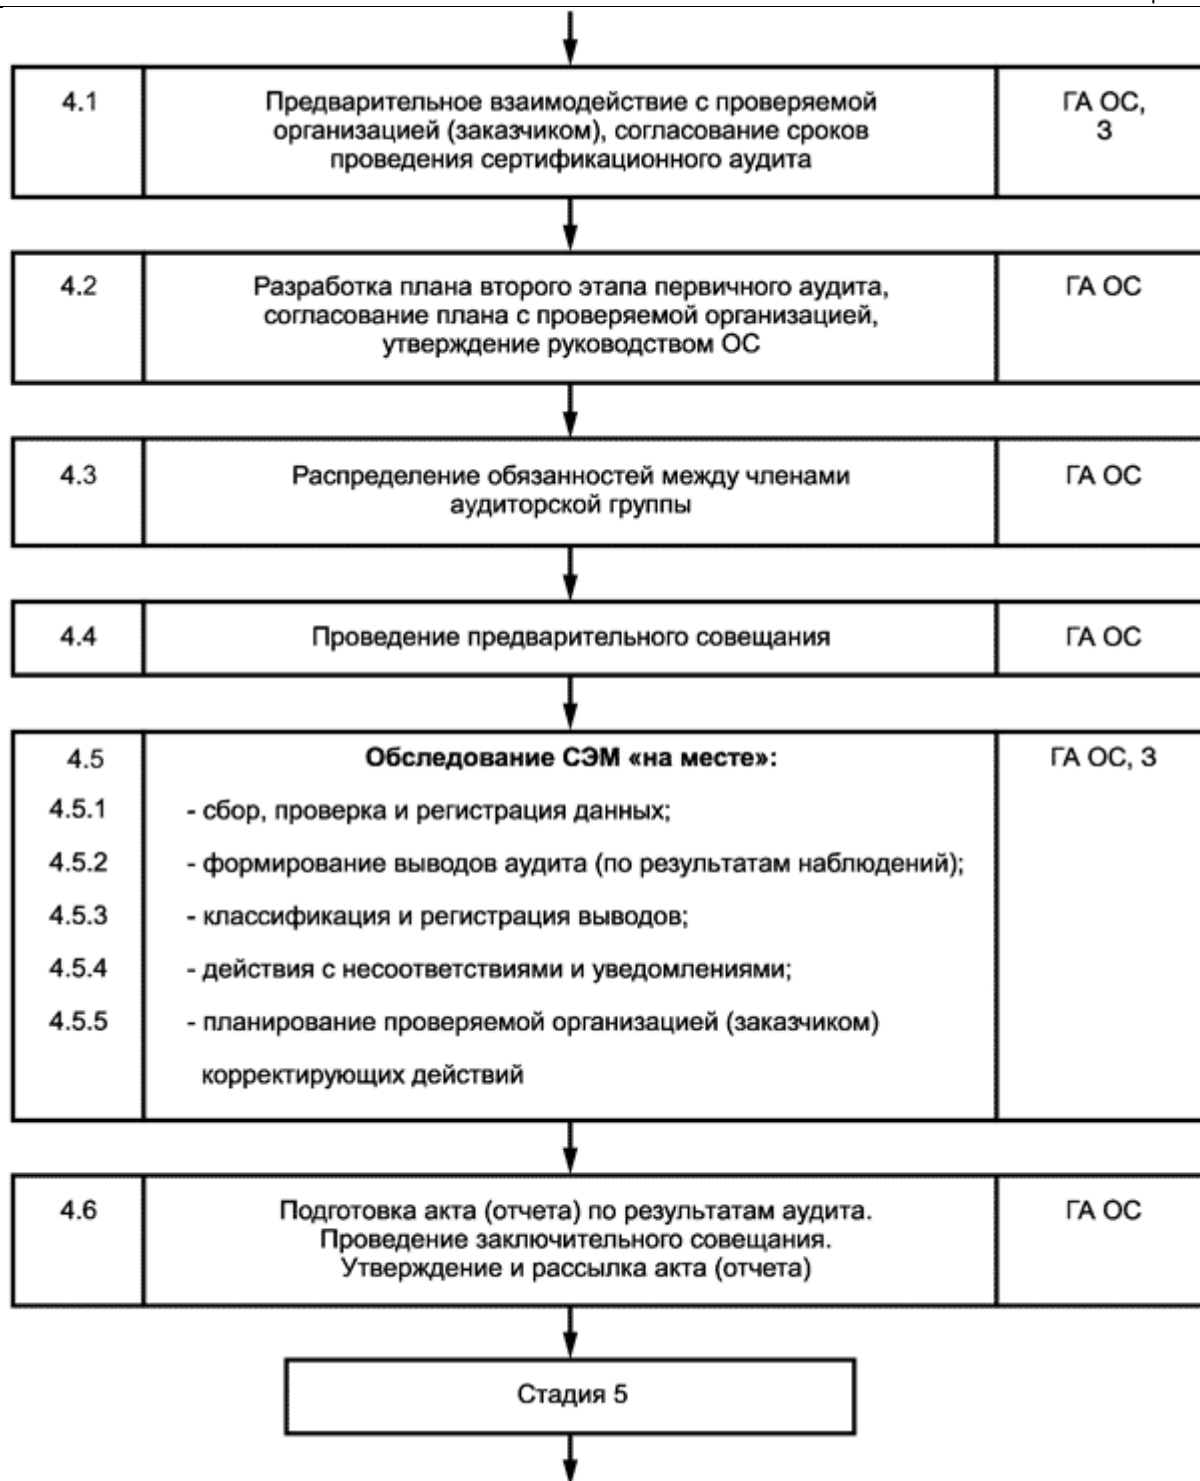 4.1
Предварительное взаимодействие с проверяемой
организацией (заказчиком), согласование сроков
проведения сертификационного аудита
ГА ОС,
З
4.2
Разработка плана второго этапа первичного аудита,
согласование плана с проверяемой организацией,
утверждение руководством ОС
ГА ОС
4.3
Распределение обязанностей между членами
аудиторской группы
ГА ОС
4.4
Проведение предварительного совещания
ГА ОС
4.5 Обследование СЭМ «на месте»: ГА ОС, З
4.5.1 - сбор, проверка и регистрация данных;
4.5.2 - формирование выводов аудита (по результатам наблюдений);
4.5.3 - классификация и регистрация выводов;
4.5.4 - действия с несоответствиями и уведомлениями;
4.5.5 - планирование проверяемой организацией (заказчиком)
корректирующих действий
4.6
Подготовка акта (отчета) по результатам аудита.
Проведение заключительного совещания.
Утверждение и рассылка акта (отчета)
ГА ОС
Стадия 5